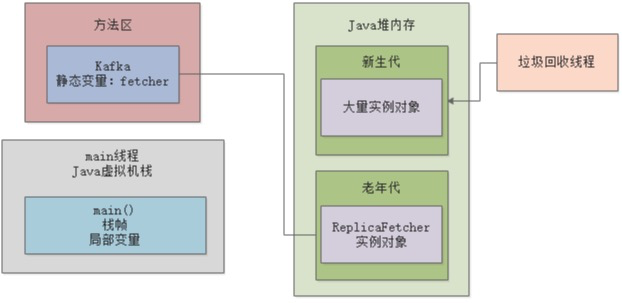 方法区
Kafka
静态变量：fetcher
main线程
Java虚拟机栈
main()
栈帧
局部变量
Java堆内存
新生代
大量实例对象
老年代
ReplicaFetcher
实例对象
垃圾回收线程